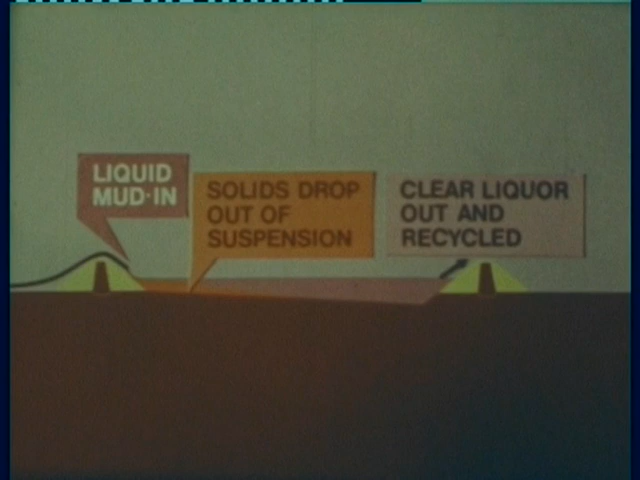 LIQUID
MUD·IN
SOLIDS DROP
OUT OF
SUSPENSION
CLEAR LIQUOR
OUT AND
RECYCLED